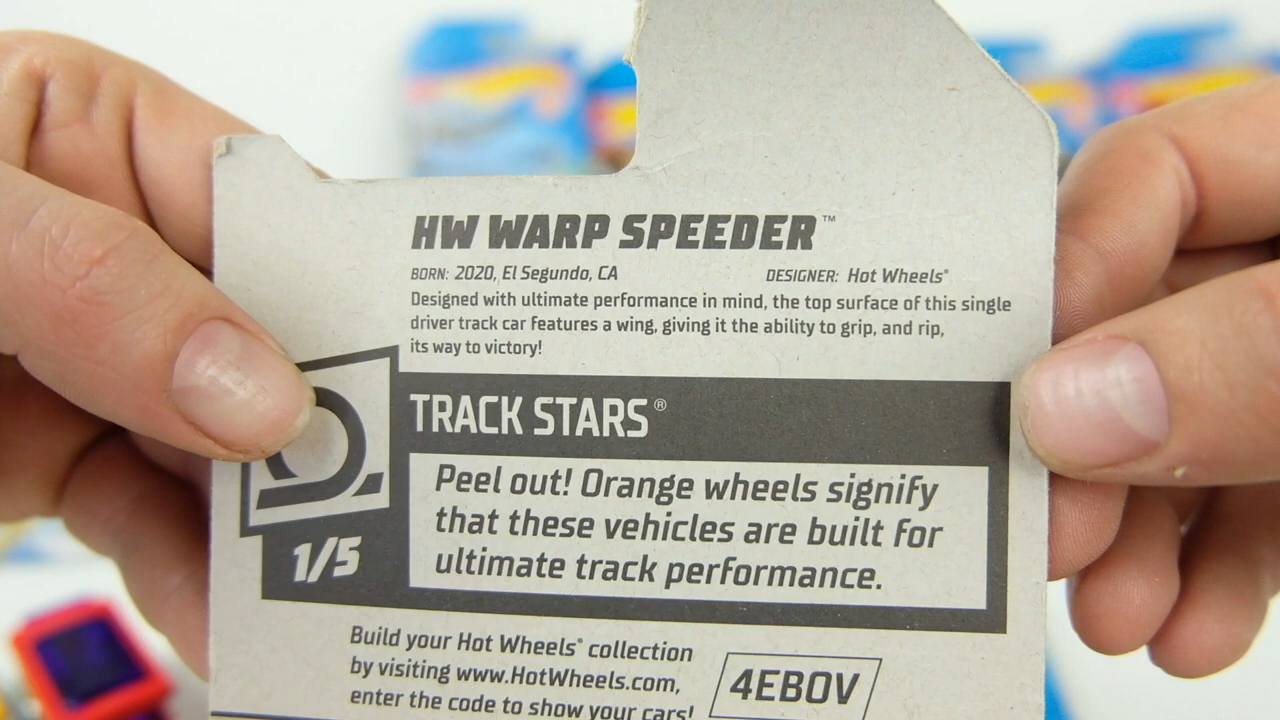 HW WARP SPEEDER™
BORN: 2020, El Segundo, CA DESIGNER: Hot Wheels®
Designed with ultimate performance in mind, the top surface of this single
driver track car features a wing, giving it the ability to grip, and rip,
its way to victory!
TRACK STARS®
Peel out! Orange wheels signify
that these vehicles are built for
ultimate track performance.
1/5
Build your Hot Wheels® collection
by visiting www.HotWheels.com,
enter the code to show your cars!
4EBOV